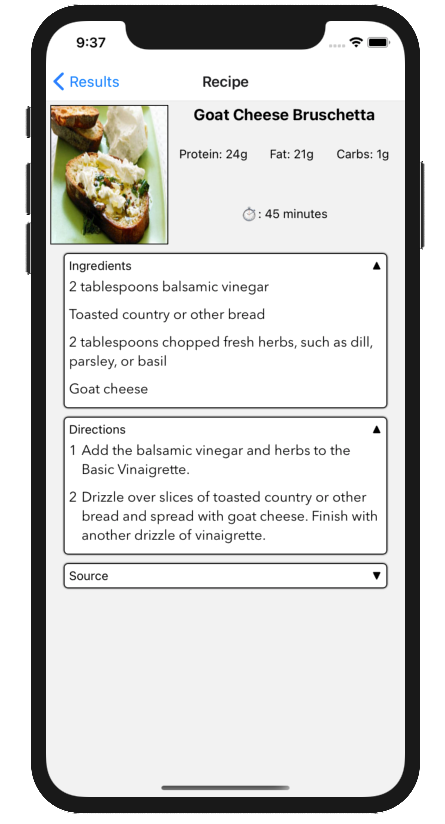 9:37
Results
Recipe
Goat Cheese Bruschetta
Protein: 24g Fat: 21g Carbs: 1g
: 45 minutes
Ingredients ▲
2 tablespoons balsamic vinegar
Toasted country or other bread
2 tablespoons chopped fresh herbs, such as dill,
parsley, or basil
Goat cheese
Directions ▲
1 Add the balsamic vinegar and herbs to the
Basic Vinaigrette.
2 Drizzle over slices of toasted country or other
bread and spread with goat cheese. Finish with
another drizzle of vinaigrette.
Source ▼